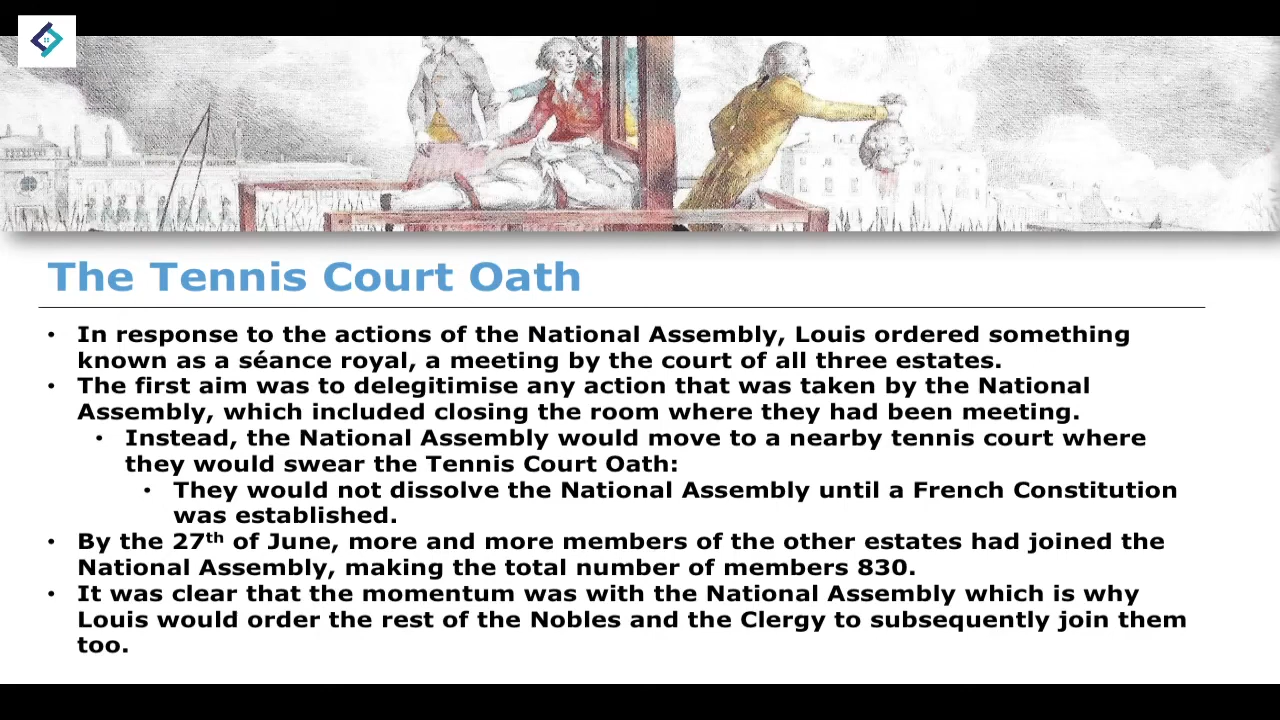 The Tennis Court Oath
• In response to the actions of the National Assembly, Louis ordered something
known as a séance royal, a meeting by the court of all three estates.
• The first aim was to delegitimise any action that was taken by the National
Assembly, which included closing the room where they had been meeting.
• Instead, the National Assembly would move to a nearby tennis court where
they would swear the Tennis Court Oath:
• They would not dissolve the National Assembly until a French Constitution
was established.
• By the 27th of June, more and more members of the other estates had joined the
National Assembly, making the total number of members 830.
• It was clear that the momentum was with the National Assembly which is why
Louis would order the rest of the Nobles and the Clergy to subsequently join them
too.